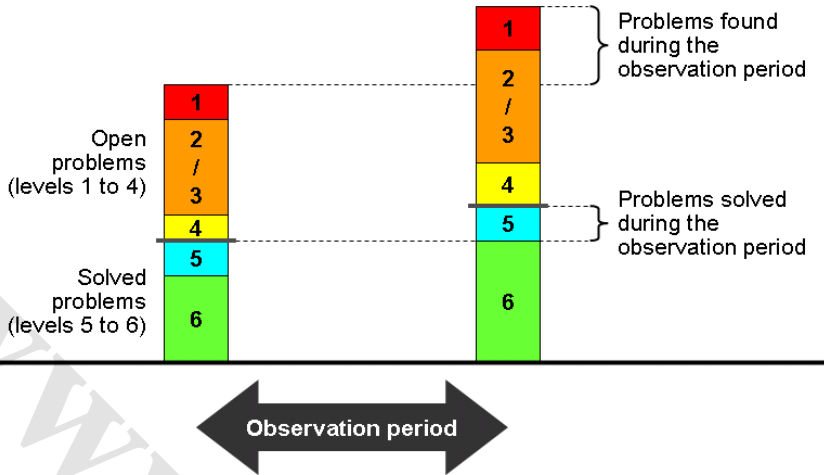 Problems found
during the
observation period
1
2
/
3
4
5
6
Open
problems
(levels 1 to 4)
Solved
problems
(levels 5 to 6)
1
2
/
3
4
5
6
Problems solved
during the
observation period
Observation period